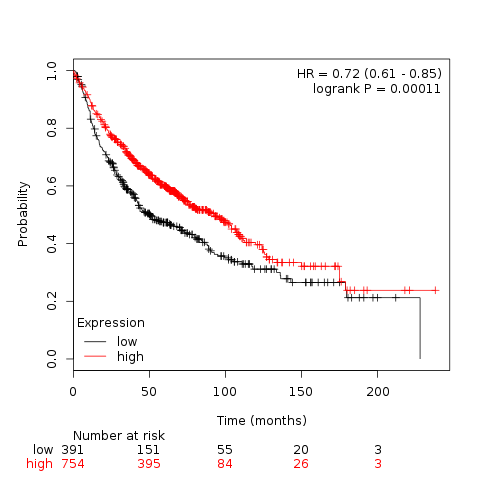 HR = 0.72 (0.61 - 0.85)
logrank P = 0.00011
Probability
0.0 0.2 0.4 0.6 0.8 1.0
Expression
low
high
0 50 100 150 200
Time (months)
Number at risk
low 391 151 55 20 3
high 754 395 84 26 3